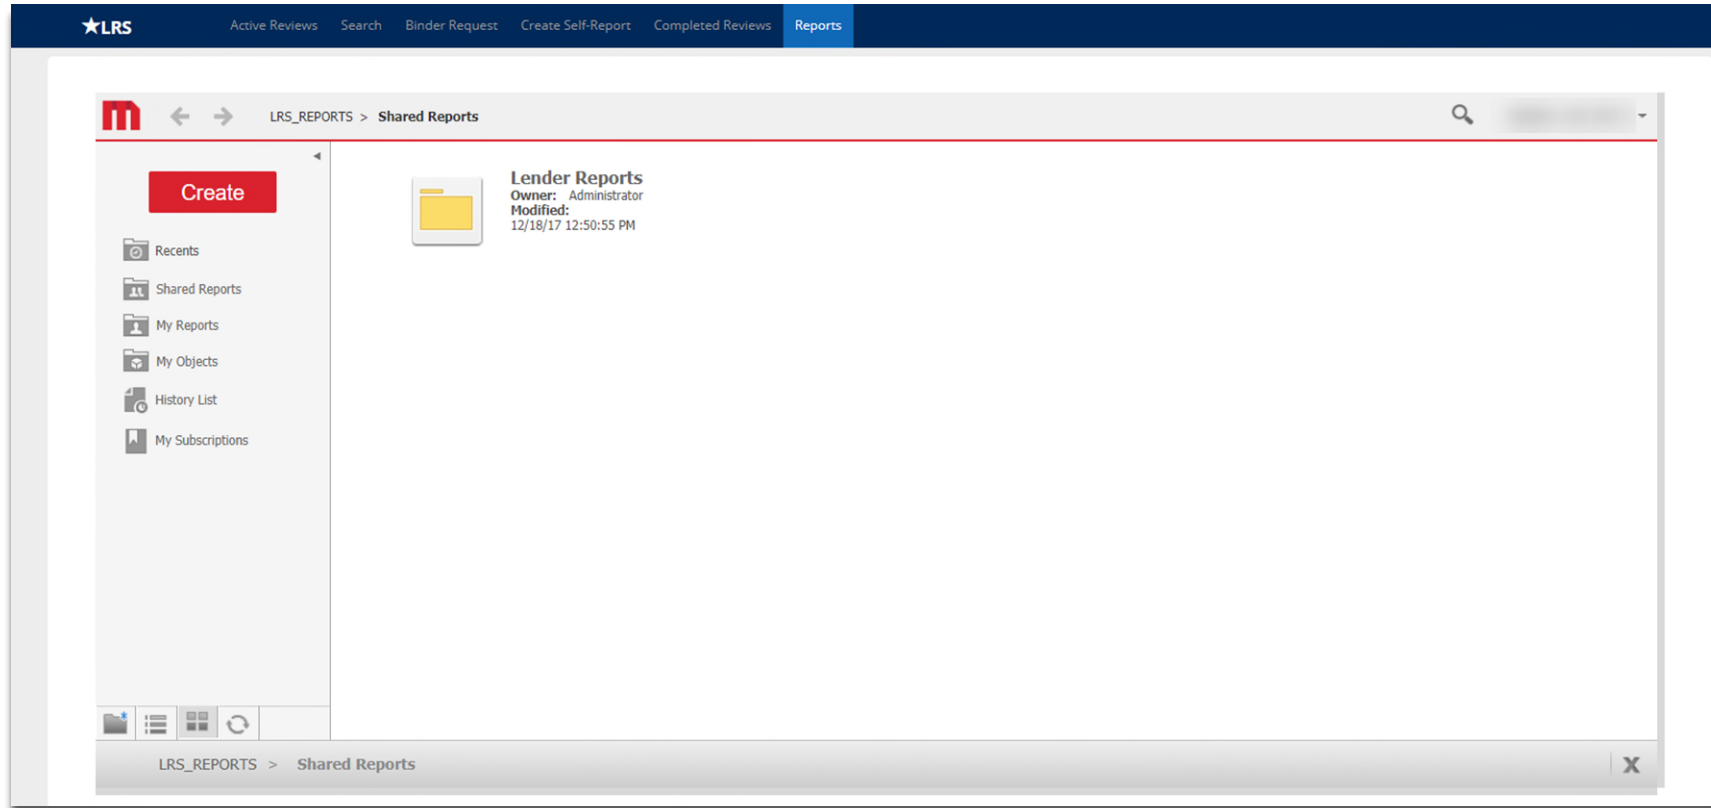 ★LRS Active Reviews Search Binder Request Create Self-Report Completed Reviews Reports
LRS_REPORTS > Shared Reports
Create
Recents
Shared Reports
My Reports
My Objects
History List
My Subscriptions
Lender Reports
Owner: Administrator
Modified:
12/18/17 12:50:55 PM
LRS_REPORTS > Shared Reports X